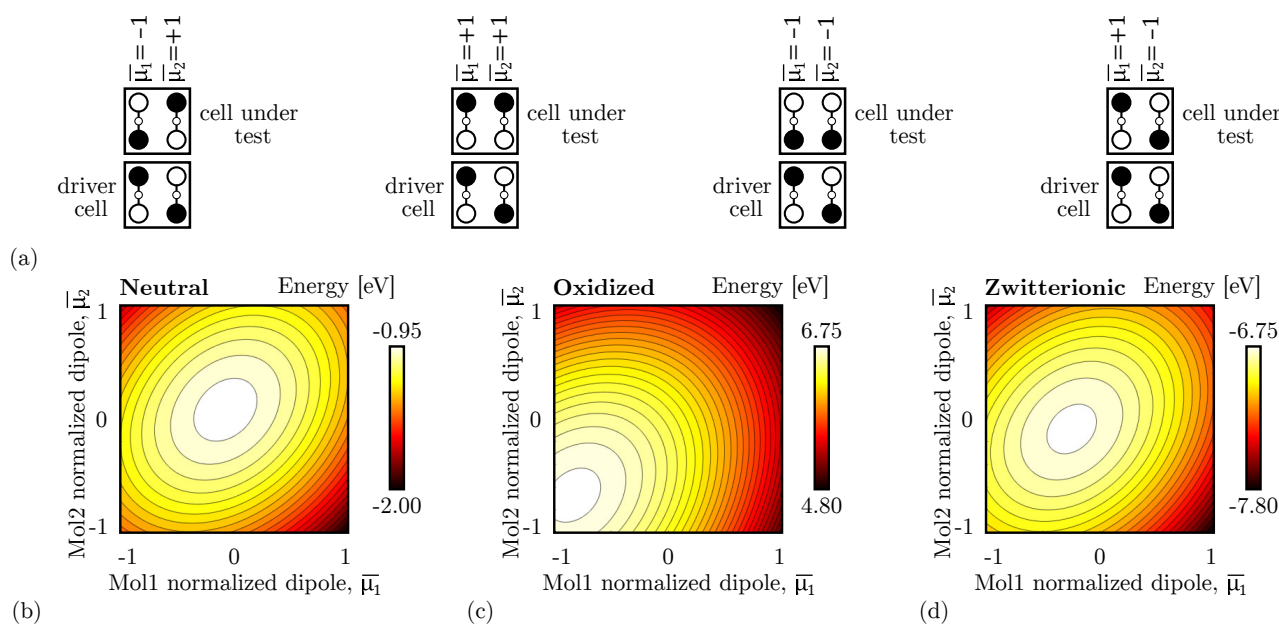 μ̅₁=-1 μ̅₂=+1 μ̅₁=+1 μ̅₂=+1 μ̅₁=-1 μ̅₂=-1 μ̅₁=+1 μ̅₂=-1
cell under test
driver cell
cell under test
driver cell
cell under test
driver cell
cell under test
driver cell
(a)
Neutral Energy [eV]
Mol2 normalized dipole, μ̅₂
1
0
-1
-1 0 1
Mol1 normalized dipole, μ̅₁
-0.95
-2.00
(b)
Oxidized Energy [eV]
Mol2 normalized dipole, μ̅₂
1
0
-1
-1 0 1
Mol1 normalized dipole, μ̅₁
6.75
4.80
(c)
Zwitterionic Energy [eV]
Mol2 normalized dipole, μ̅₂
1
0
-1
-1 0 1
Mol1 normalized dipole, μ̅₁
-6.75
-7.80
(d)